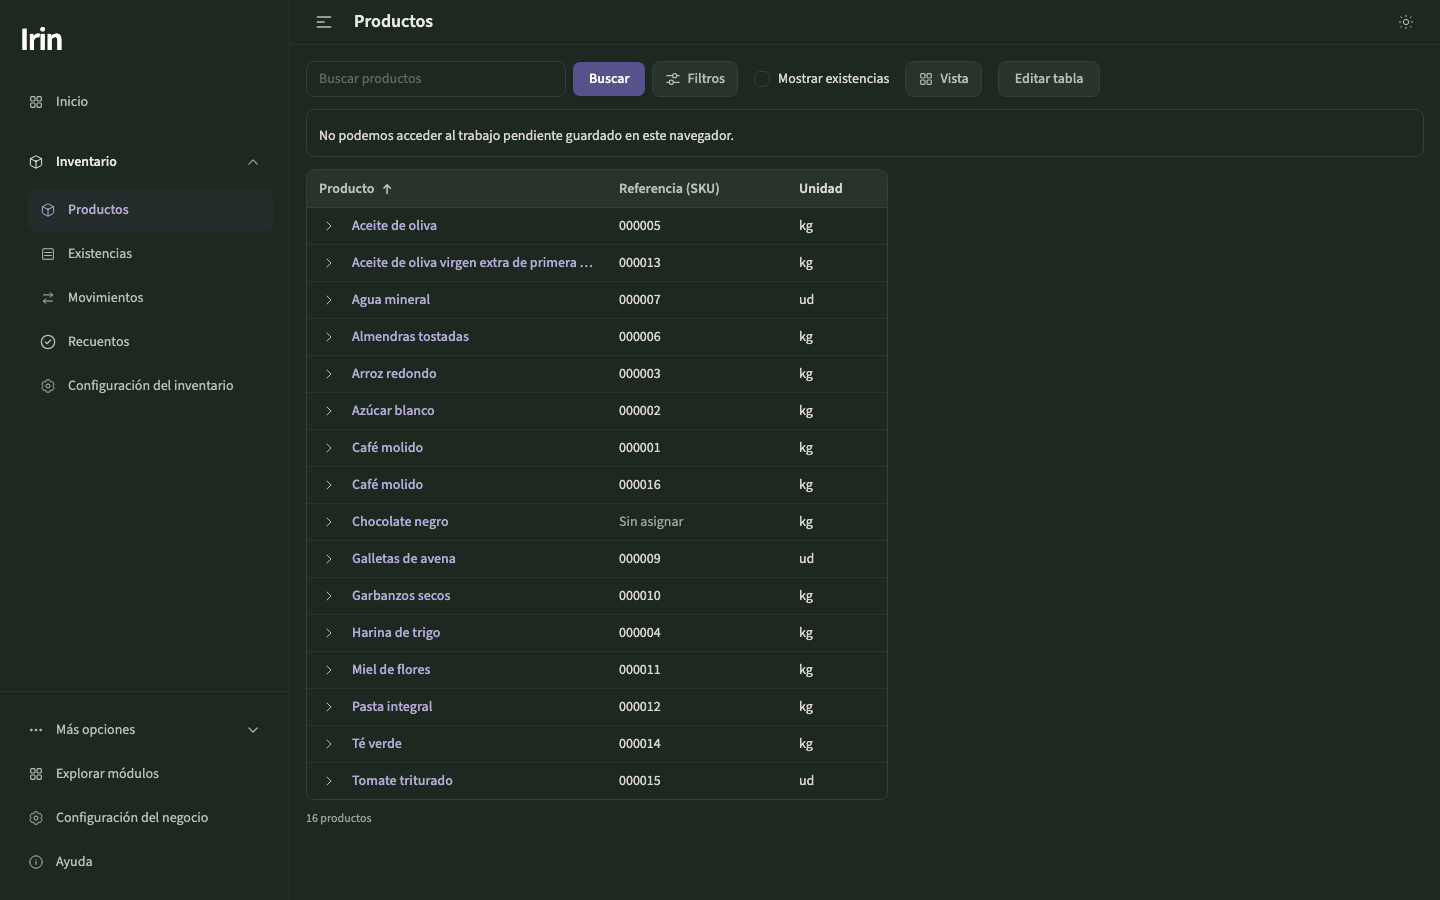 Irin
Inicio
Inventario
Productos
Existencias
Movimientos
Recuentos
Configuración del inventario
Más opciones
Explorar módulos
Configuración del negocio
Ayuda
Productos
Buscar productos Buscar Filtros Mostrar existencias Vista Editar tabla
No podemos acceder al trabajo pendiente guardado en este navegador.
Producto Referencia (SKU) Unidad
Aceite de oliva 000005 kg
Aceite de oliva virgen extra de primera ... 000013 kg
Agua mineral 000007 ud
Almendras tostadas 000006 kg
Arroz redondo 000003 kg
Azúcar blanco 000002 kg
Café molido 000001 kg
Café molido 000016 kg
Chocolate negro Sin asignar kg
Galletas de avena 000009 ud
Garbanzos secos 000010 kg
Harina de trigo 000004 kg
Miel de flores 000011 kg
Pasta integral 000012 kg
Té verde 000014 kg
Tomate triturado 000015 ud
16 productos